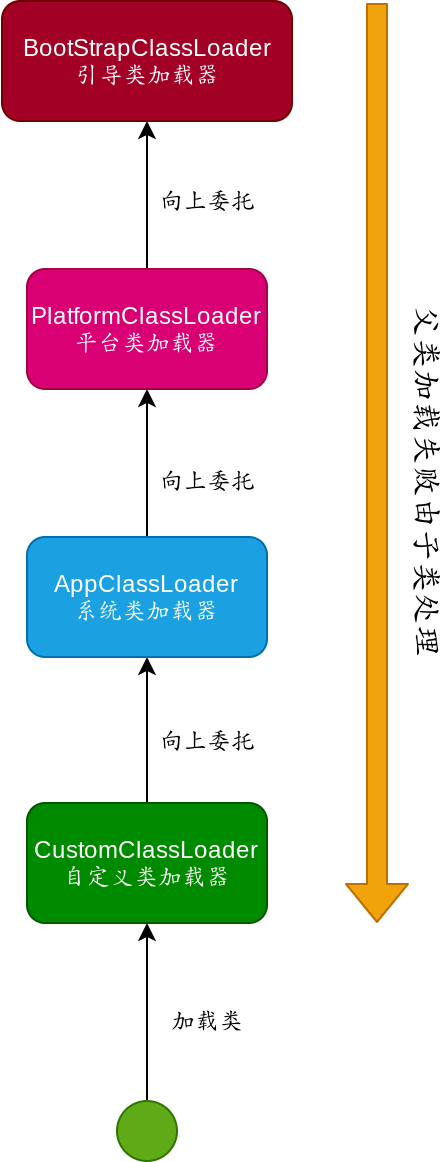 BootStrapClassLoader
引导类加载器
向上委托
PlatformClassLoader
平台类加载器
向上委托
AppClassLoader
系统类加载器
向上委托
CustomClassLoader
自定义类加载器
加载类
父类加载失败由子类处理